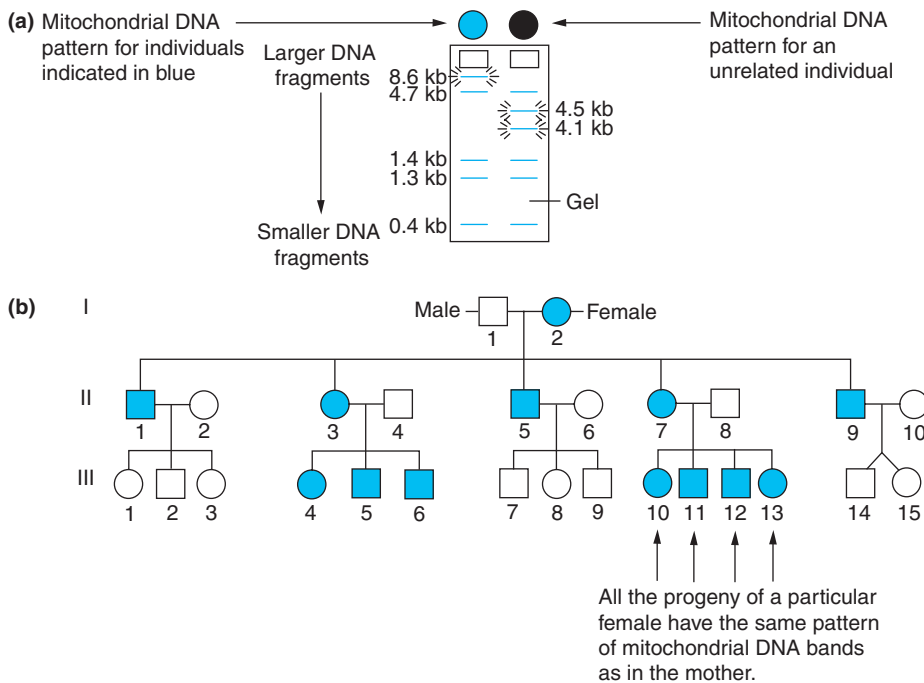 (a) Mitochondrial DNA
pattern for individuals
indicated in blue
Larger DNA
fragments
Smaller DNA
fragments
Mitochondrial DNA
pattern for an
unrelated individual
8.6 kb
4.7 kb
4.5 kb
4.1 kb
1.4 kb
1.3 kb
Gel
0.4 kb
(b) I
Male Female
1 2
II
1 2 3 4 5 6 7 8 9 10
III
1 2 3 4 5 6 7 8 9 10 11 12 13 14 15
All the progeny of a particular
female have the same pattern
of mitochondrial DNA bands
as in the mother.